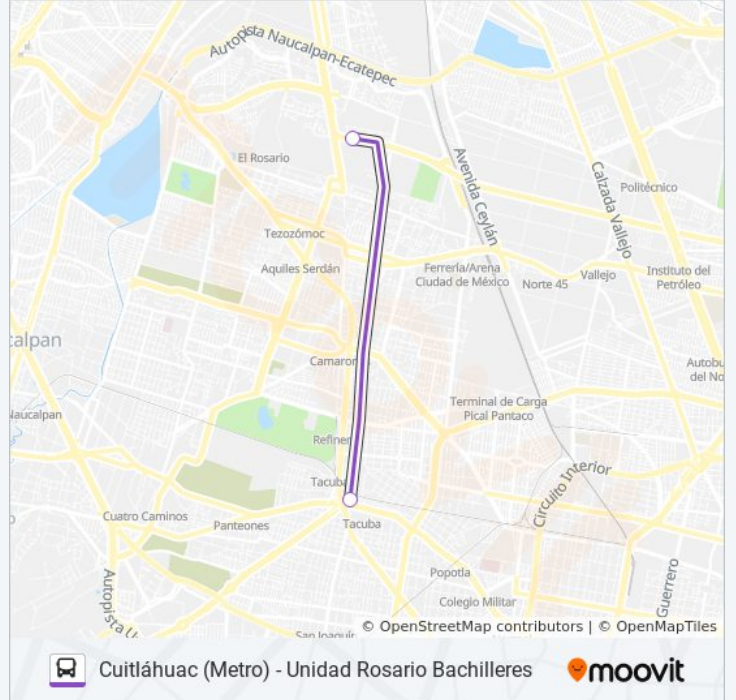 Autopista Naucalpan-Ecatepec
El Rosario
Avenida Ceylán
Calzada Vallejo
Politécnico
Tezozómoc
Aquiles Serdán
Ferrería/Arena
Ciudad de México
Norte 45
Vallejo
Instituto del
Petróleo
calpan
Camaron
Autobu
del No
Naucalpan
Terminal de Carga
Pical Pantaco
Refiner
Circuito Interior
Tacuba
Cuatro Caminos
Panteones
Tacuba
Popotla
Colegio Militar
Guerrero
Autopista U
San Joaquín
© OpenStreetMap contributors | © OpenMapTiles
Cuitláhuac (Metro) - Unidad Rosario Bachilleres
moovit